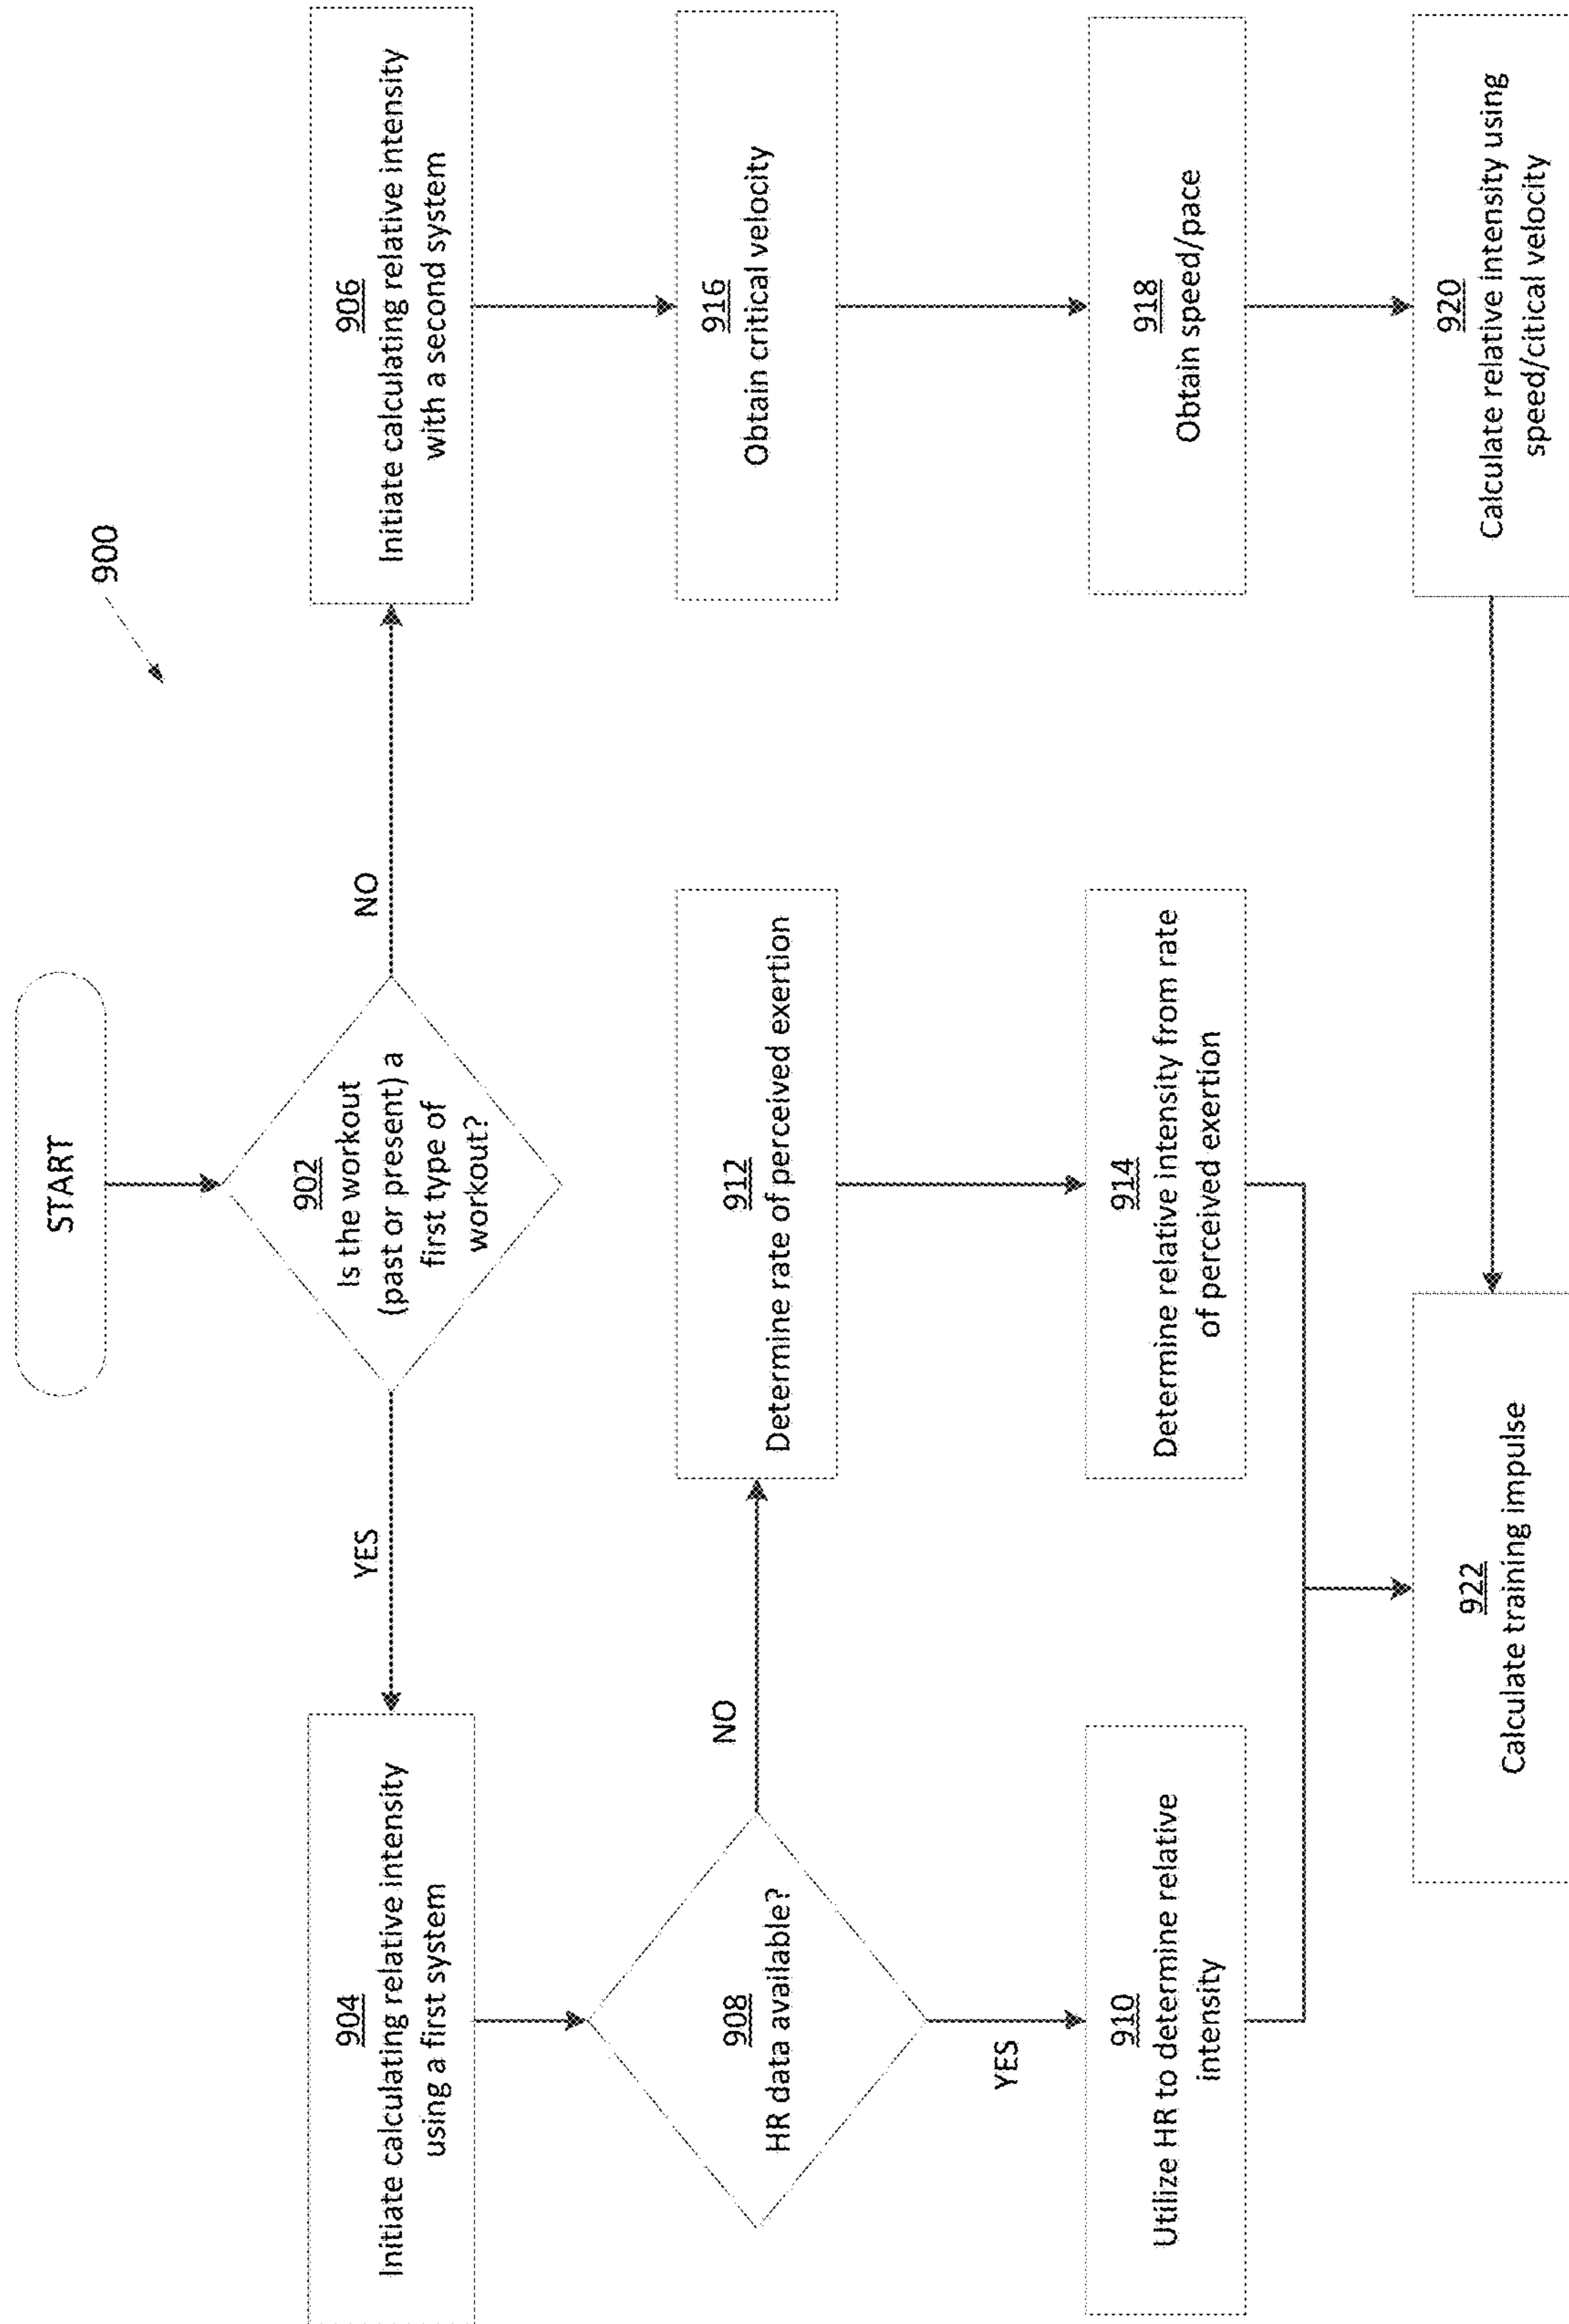 900
START
902
Is the workout
(past or present) a
first type of
workout?
YES
NO
904
Initiate calculating relative intensity
using a first system
906
Initiate calculating relative intensity
with a second system
908
HR data available?
NO
YES
912
Determine rate of perceived exertion
916
Obtain critical velocity
910
Utilize HR to determine relative
intensity
914
Determine relative intensity from rate
of perceived exertion
918
Obtain speed/pace
922
Calculate training impulse
920
Calculate relative intensity using
speed/citical velocity